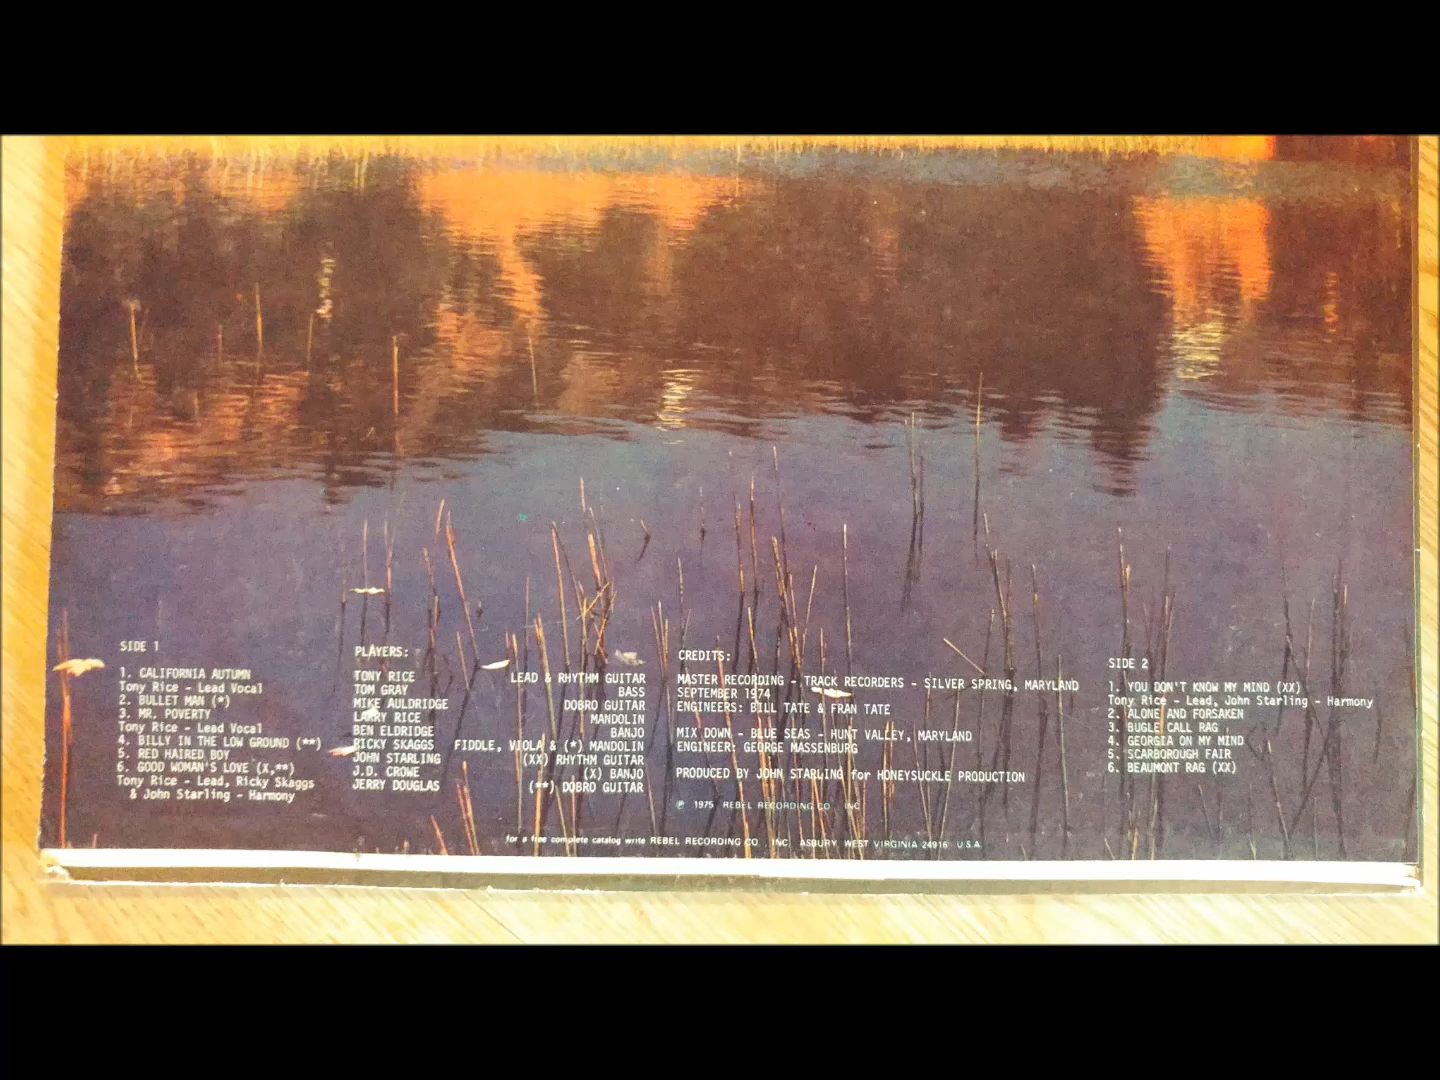 SIDE 1
1. CALIFORNIA AUTUMN
Tony Rice - Lead Vocal
2. BULLET MAN (*)
3. MR. POVERTY
Tony Rice - Lead Vocal
4. BILLY IN THE LOW GROUND (**)
5. RED HAIRED BOY
6. GOOD WOMAN'S LOVE (X,**)
Tony Rice - Lead, Ricky Skaggs
& John Starling - Harmony
PLAYERS:
TONY RICE LEAD & RHYTHM GUITAR
TOM GRAY BASS
MIKE AULDRIDGE DOBRO GUITAR
LARRY RICE MANDOLIN
BEN ELDRIDGE BANJO
RICKY SKAGGS FIDDLE, VIOLA & (*) MANDOLIN
JOHN STARLING (XX) RHYTHM GUITAR
J.D. CROWE (X) BANJO
JERRY DOUGLAS (**) DOBRO GUITAR
CREDITS:
MASTER RECORDING - TRACK RECORDERS - SILVER SPRING, MARYLAND
SEPTEMBER 1974
ENGINEERS: BILL TATE & FRAN TATE
MIX DOWN - BLUE SEAS - HUNT VALLEY, MARYLAND
ENGINEER: GEORGE MASSENBURG
PRODUCED BY JOHN STARLING for HONEYSUCKLE PRODUCTION
℗ 1975 REBEL RECORDING CO. INC.
SIDE 2
1. YOU DON'T KNOW MY MIND (XX)
Tony Rice - Lead, John Starling - Harmony
2. ALONE AND FORSAKEN
3. BUGLE CALL RAG
4. GEORGIA ON MY MIND
5. SCARBOROUGH FAIR
6. BEAUMONT RAG (XX)
for a free complete catalog write REBEL RECORDING CO. INC. ASBURY, WEST VIRGINIA 24916 U.S.A.